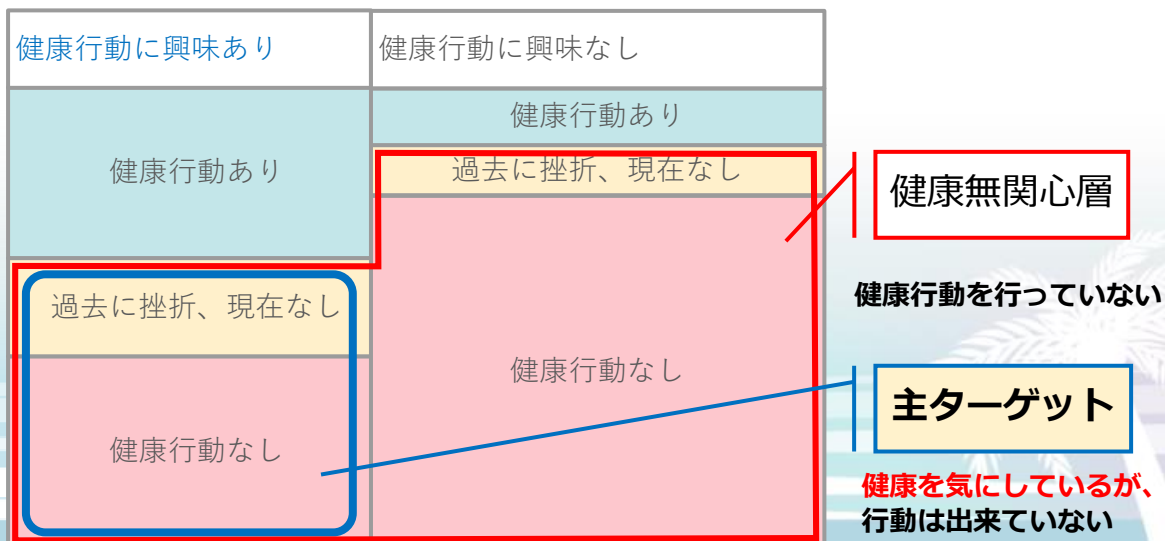 健康行動に興味あり
健康行動に興味なし
健康行動あり
健康行動あり
過去に挫折、現在なし
健康無関心層
過去に挫折、現在なし
健康行動を行っていない
健康行動なし
主ターゲット
健康行動なし
健康を気にしているが、
行動は出来ていない